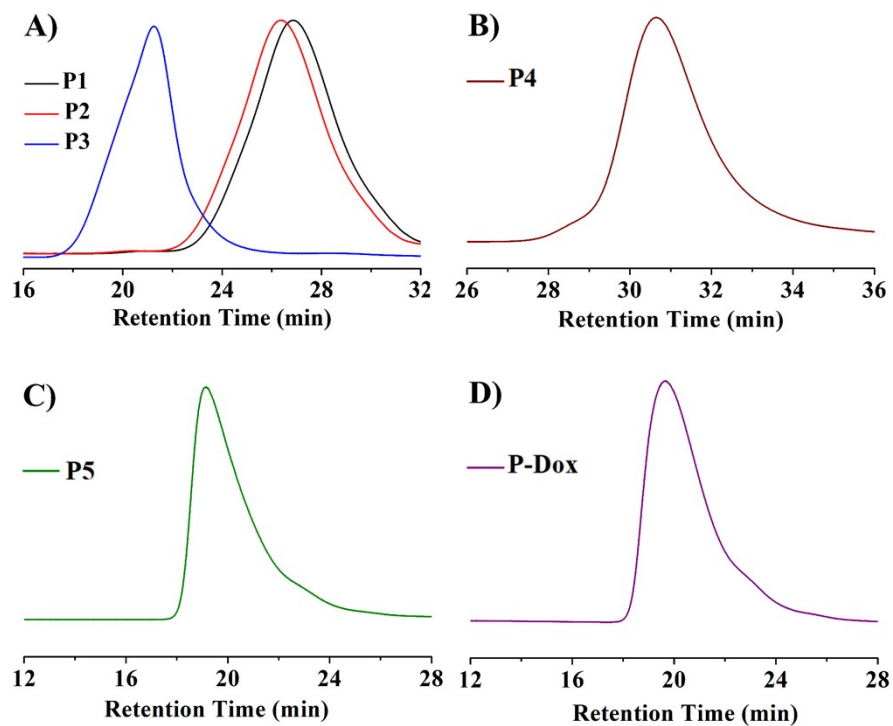 A)
P1
P2
P3
16 20 24 28 32
Retention Time (min)
B)
P4
26 28 30 32 34 36
Retention Time (min)
C)
P5
12 16 20 24 28
Retention Time (min)
D)
P-Dox
12 16 20 24 28
Retention Time (min)